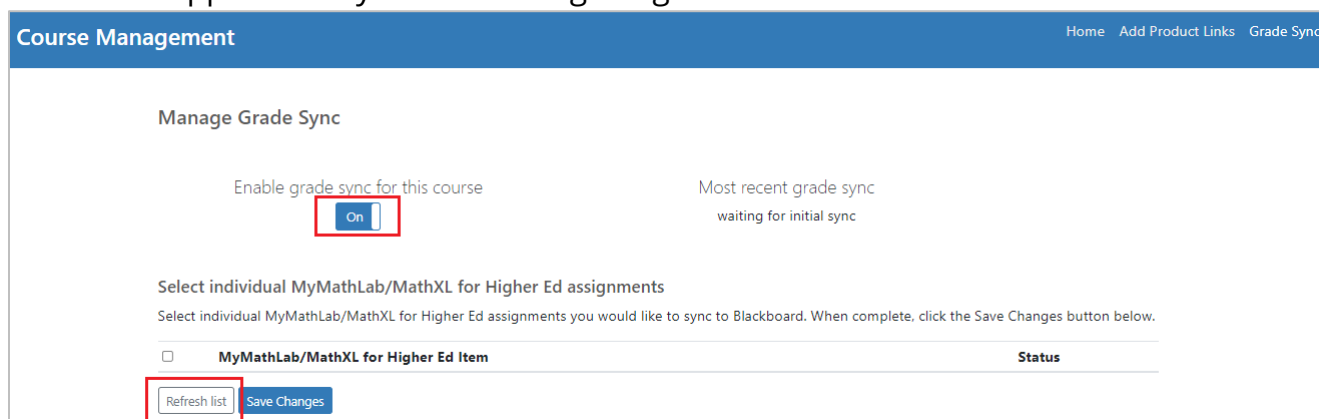 Course Management
Home Add Product Links Grade Sync
Manage Grade Sync
Enable grade sync for this course
Most recent grade sync
On
waiting for initial sync
Select individual MyMathLab/MathXL for Higher Ed assignments
Select individual MyMathLab/MathXL for Higher Ed assignments you would like to sync to Blackboard. When complete, click the Save Changes button below.
MyMathLab/MathXL for Higher Ed Item Status
Refresh list Save Changes